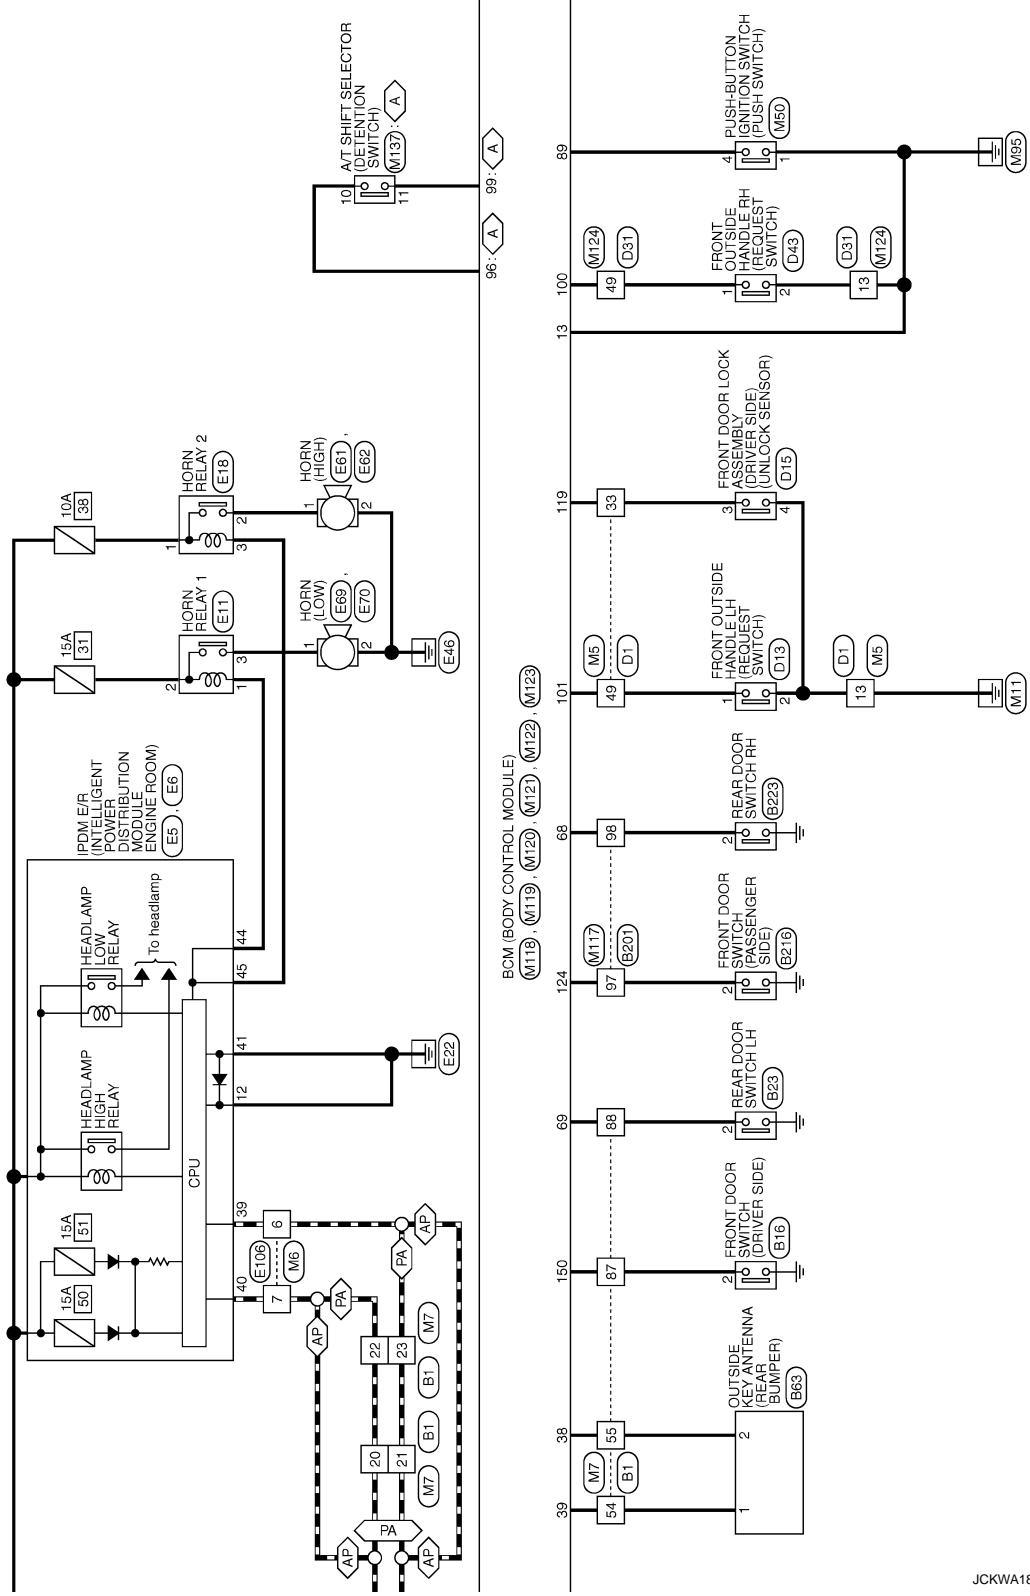 15A
50
15A
51
HEADLAMP
HIGH
RELAY
HEADLAMP
LOW
RELAY
To headlamp
CPU
IPDM E/R
(INTELLIGENT
POWER
DISTRIBUTION
MODULE
ENGINE ROOM)
E5 , E6
40
39
12
41
45
44
15A
31
10A
38
HORN
RELAY 1
E11
2
1
3
HORN
RELAY 2
E18
1
3
2
HORN
(LOW)
E69 ,
E70
1
2
HORN
(HIGH)
E61 ,
E62
1
2
E46
E22
A/T SHIFT SELECTOR
(DETENTION
SWITCH)
M137 : A
10
11
96 : A
99 : A
7
6
E106
M6
AP
PA
PA
AP
20
21
22
23
M7
B1
B1
M7
PA
AP
AP
BCM (BODY CONTROL MODULE)
M118 , M119 , M120 , M121 , M122 , M123
39
38
150
69
124
68
101
119
13
100
89
54
M7
B1
55
87
88
97
M117
B201
98
49
M5
D1
33
49
M124
D31
OUTSIDE
KEY ANTENNA
(REAR
BUMPER)
B63
1
2
FRONT DOOR
SWITCH
(DRIVER SIDE)
B16
2
REAR DOOR
SWITCH LH
B23
2
FRONT DOOR
SWITCH
(PASSENGER
SIDE)
B216
2
REAR DOOR
SWITCH RH
B223
2
FRONT OUTSIDE
HANDLE LH
(REQUEST
SWITCH)
D13
1
2
FRONT DOOR LOCK
ASSEMBLY
(DRIVER SIDE)
(UNLOCK SENSOR)
D15
3
4
FRONT
OUTSIDE
HANDLE RH
(REQUEST
SWITCH)
D43
1
2
PUSH-BUTTON
IGNITION SWITCH
(PUSH SWITCH)
M50
4
1
13
D1
M5
13
D31
M124
M11
M95
JCKWA18